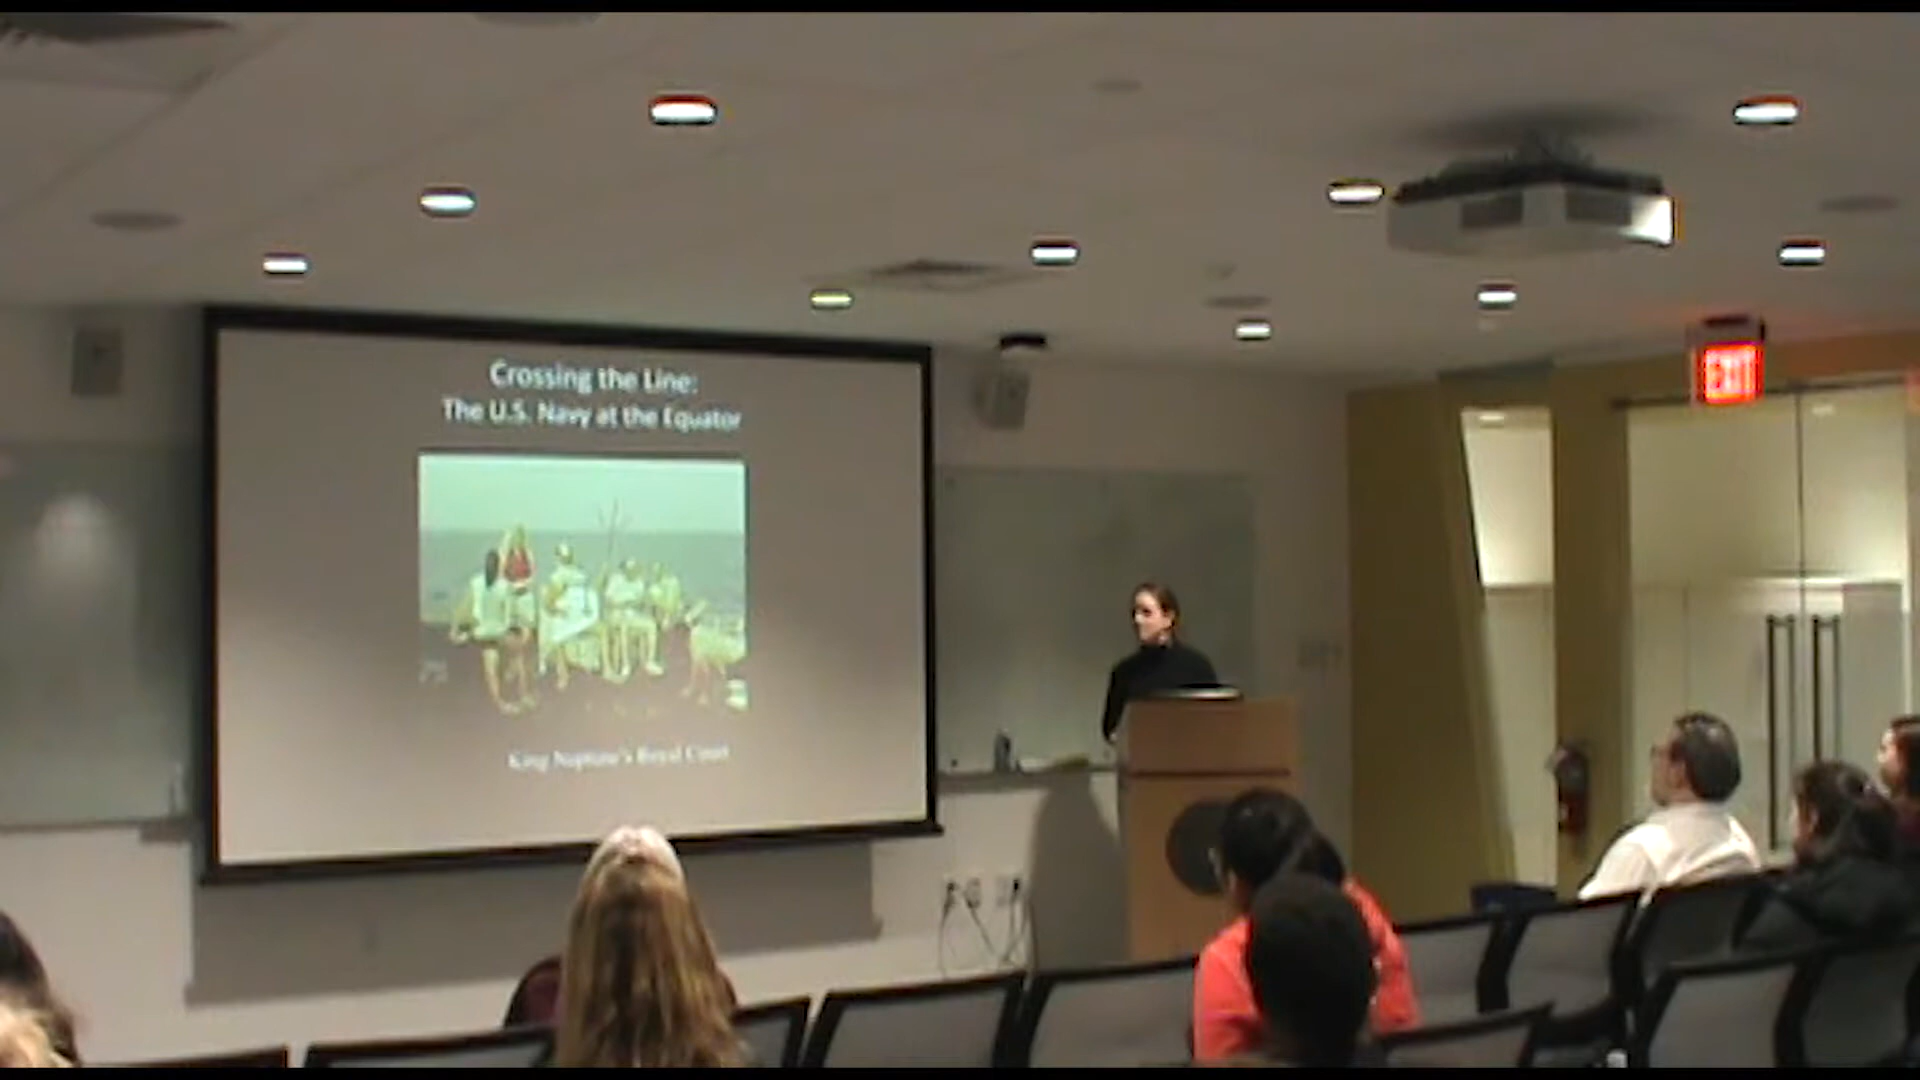 Crossing the Line:
The U.S. Navy at the Equator
King Neptune's Royal Court
EXIT